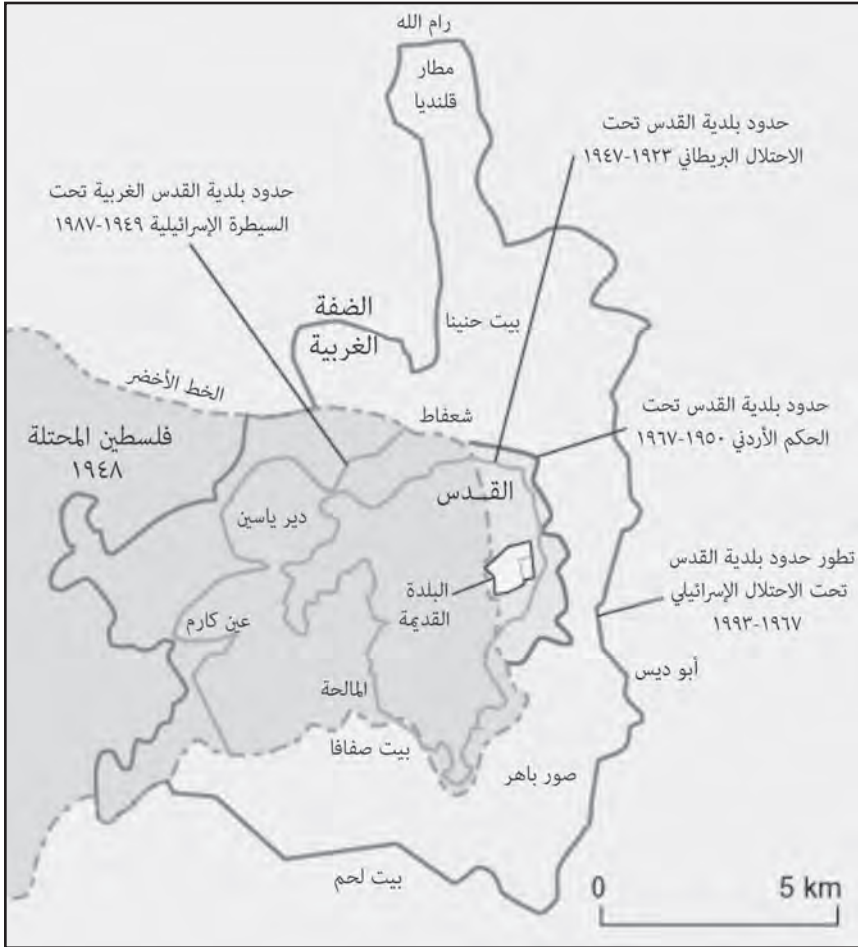 رام الله
مطار
قلنديا
حدود بلدية القدس تحت
الاحتلال البريطاني ١٩٢٣-١٩٤٧
حدود بلدية القدس الغربية تحت
السيطرة الإسرائيلية ١٩٤٩-١٩٨٧
الضفة
الغربية
بيت حنينا
الخط الأخضر
شعفاط
حدود بلدية القدس تحت
الحكم الأردني ١٩٥٠-١٩٦٧
فلسطين المحتلة
١٩٤٨
القــدس
دير ياسين
تطور حدود بلدية القدس
تحت الاحتلال الإسرائيلي
١٩٦٧-١٩٩٣
البلدة
القديمة
عين كارم
أبو ديس
المالحة
بيت صفافا
صور باهر
بيت لحم
0 5 km